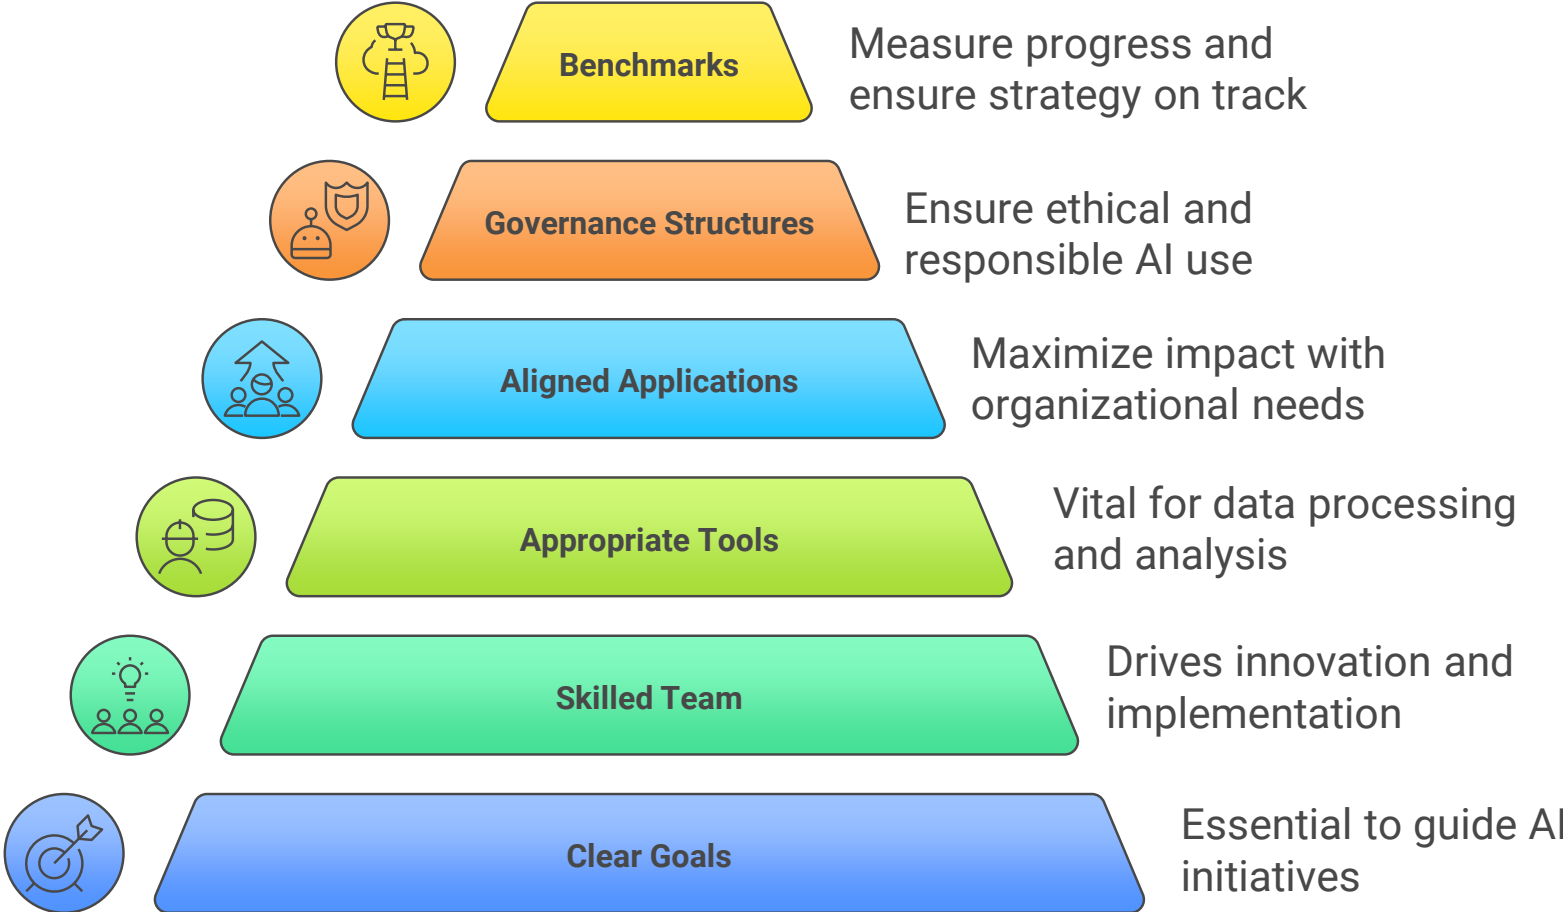 Benchmarks
Measure progress and
ensure strategy on track
Governance Structures
Ensure ethical and
responsible AI use
Aligned Applications
Maximize impact with
organizational needs
Appropriate Tools
Vital for data processing
and analysis
Skilled Team
Drives innovation and
implementation
Clear Goals
Essential to guide AI
initiatives